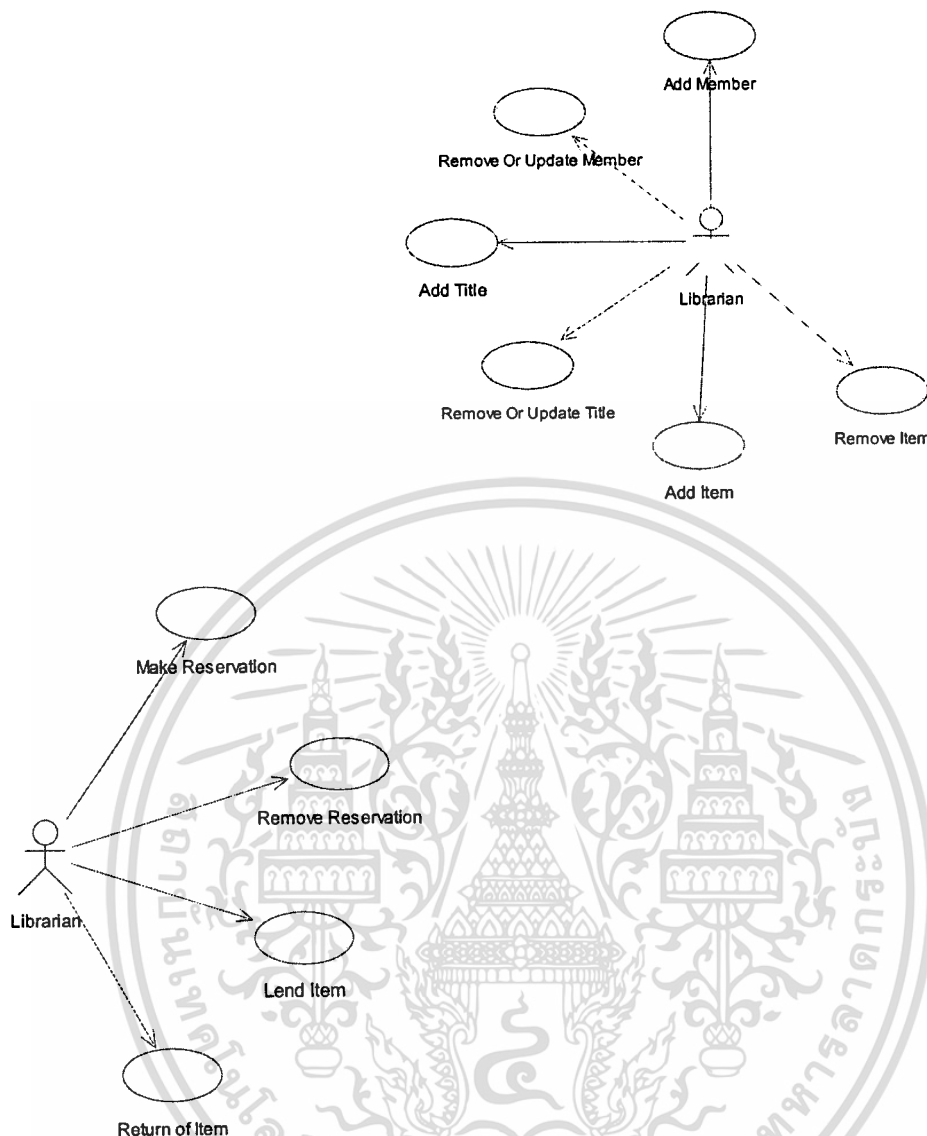 Add Member
Remove Or Update Member
Add Title
Librarian
Remove Or Update Title
Remove Item
Add Item
Make Reservation
Remove Reservation
Librarian
Lend Item
Return of Item